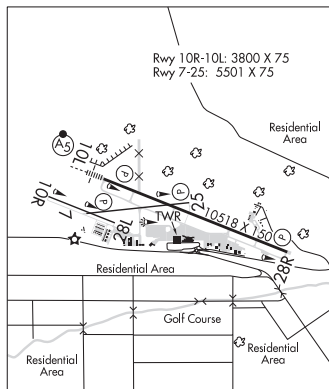 Rwy 10R-10L: 3800 X 75
Rwy 7-25: 5501 X 75
Residential
Area
A5
10L
P
10R
7
P
28L
TWR
25
10518 X 150
P
28R
Residential Area
Golf Course
Residential
Area
Residential
Area